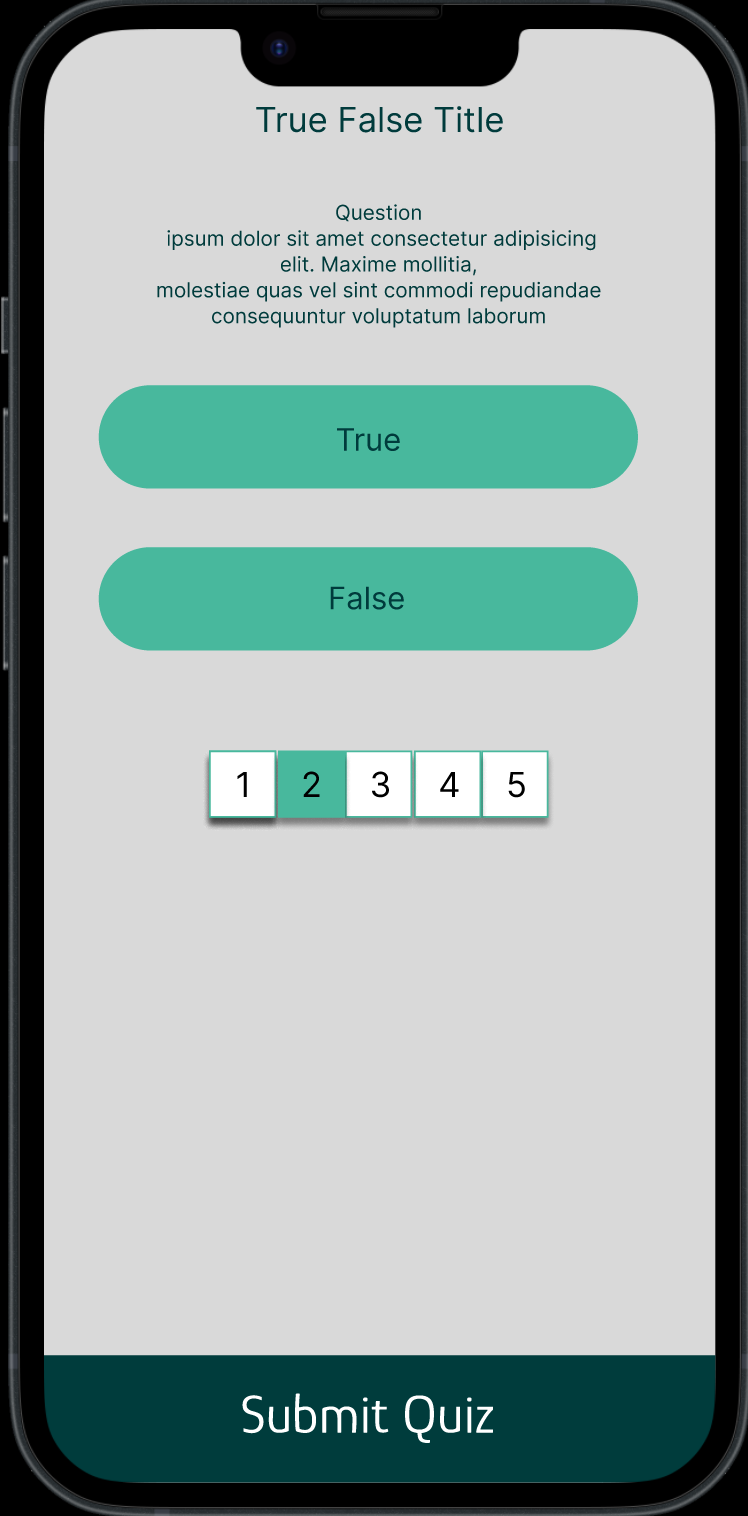 True False Title
Question
ipsum dolor sit amet consectetur adipisicing
elit. Maxime mollitia,
molestiae quas vel sint commodi repudiandae
consequuntur voluptatum laborum
True
False
1 2 3 4 5
Submit Quiz